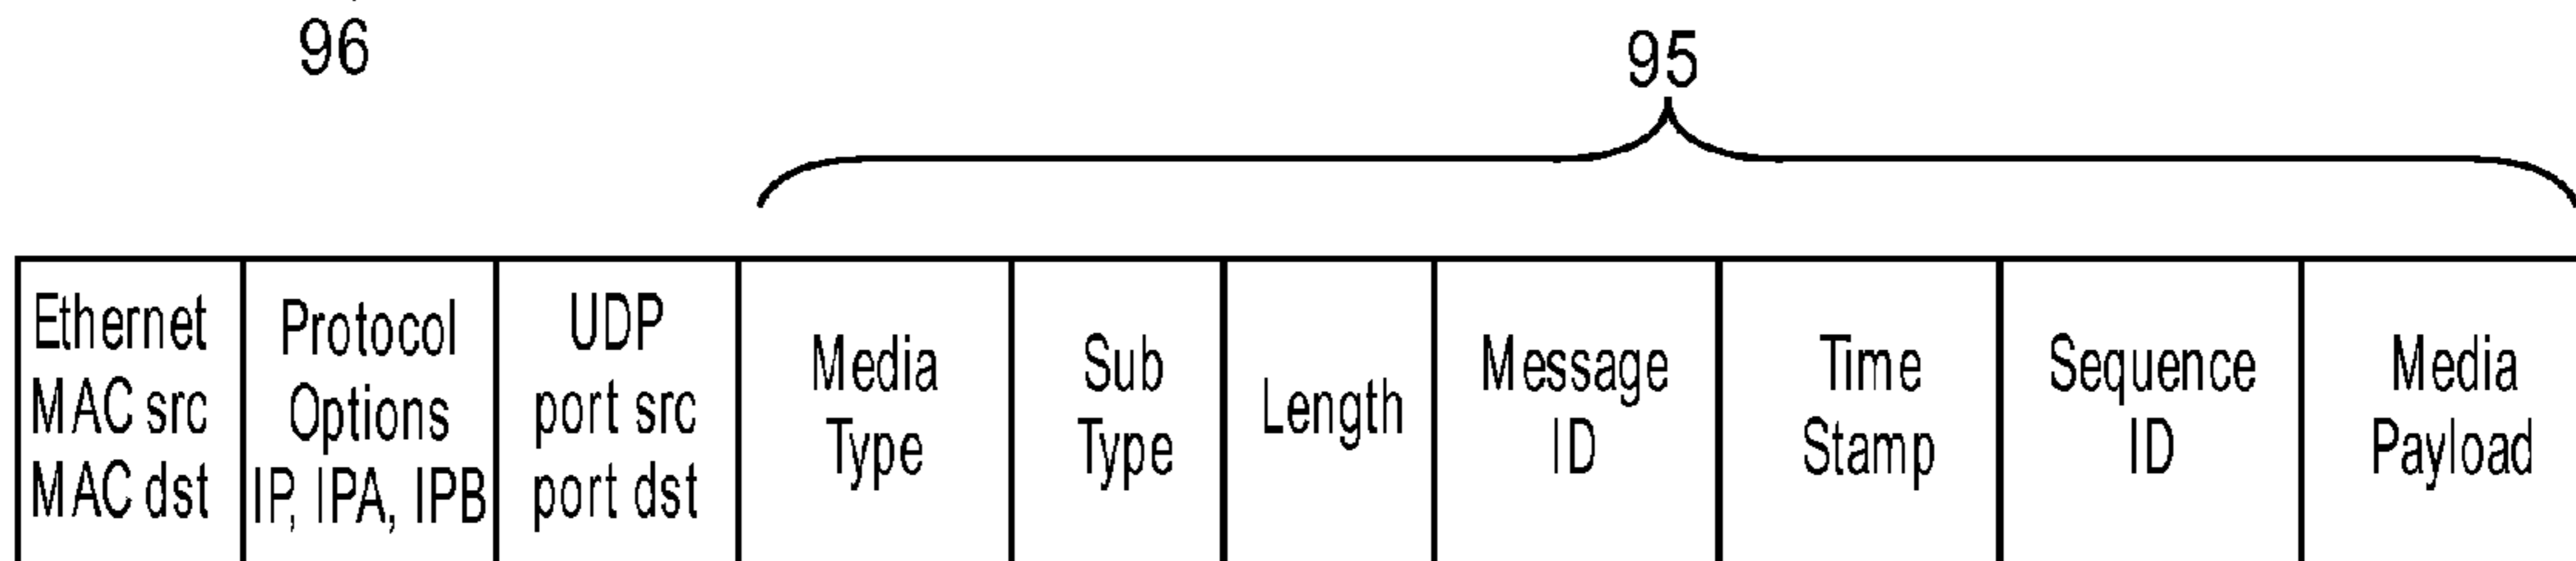 96
95
Ethernet
MAC src
MAC dst
Protocol
Options
IP, IPA, IPB
UDP
port src
port dst
Media
Type
Sub
Type
Length
Message
ID
Time
Stamp
Sequence
ID
Media
Payload